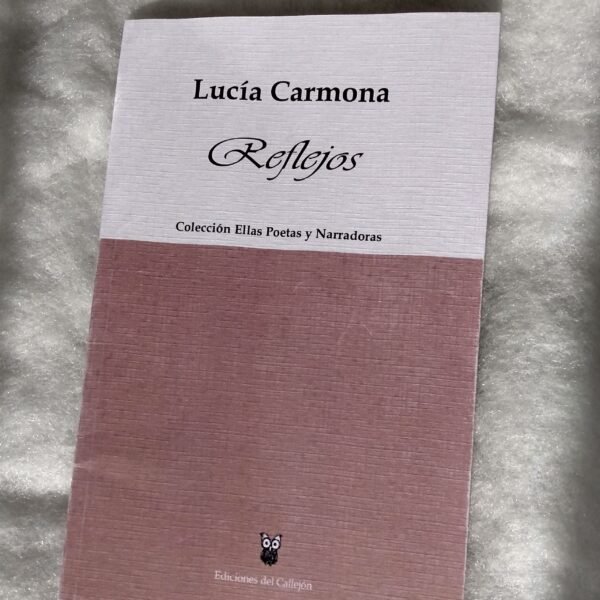 Lucía Carmona
Reflejos
Colección Ellas Poetas y Narradoras
Ediciones del Callejón